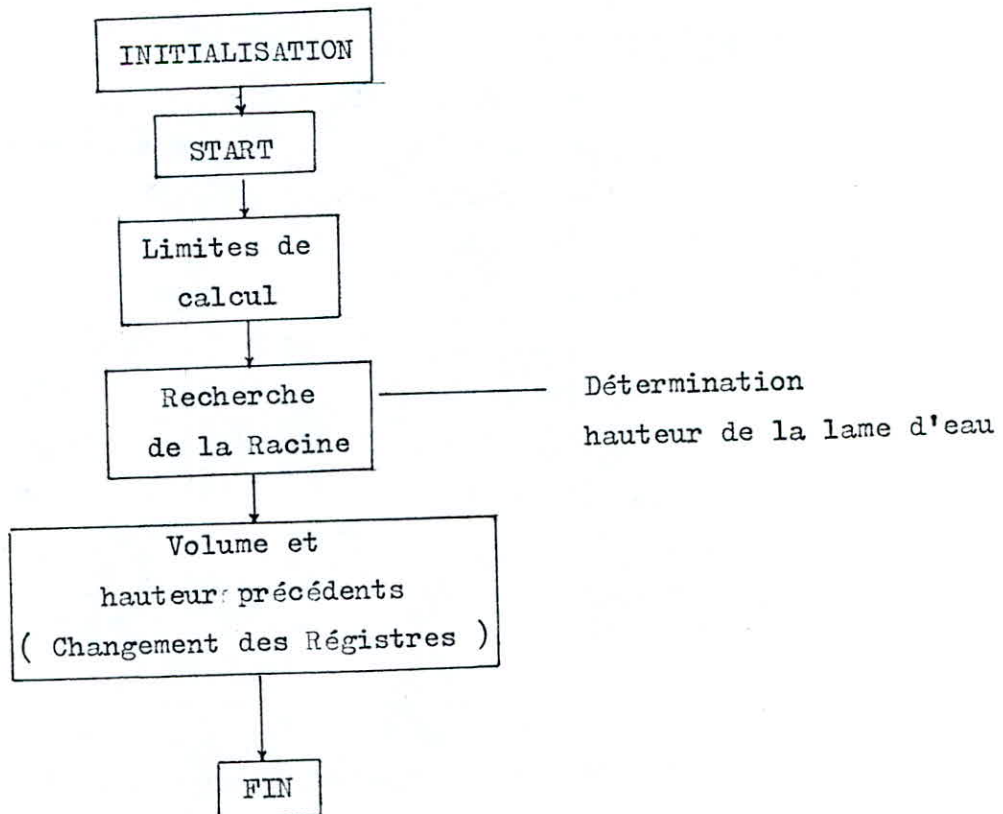 INITIALISATION
START
Limites de
calcul
Recherche
de la Racine
Détermination
hauteur de la lame d'eau
Volume et
hauteur précédents
( Changement des Régistres )
FIN